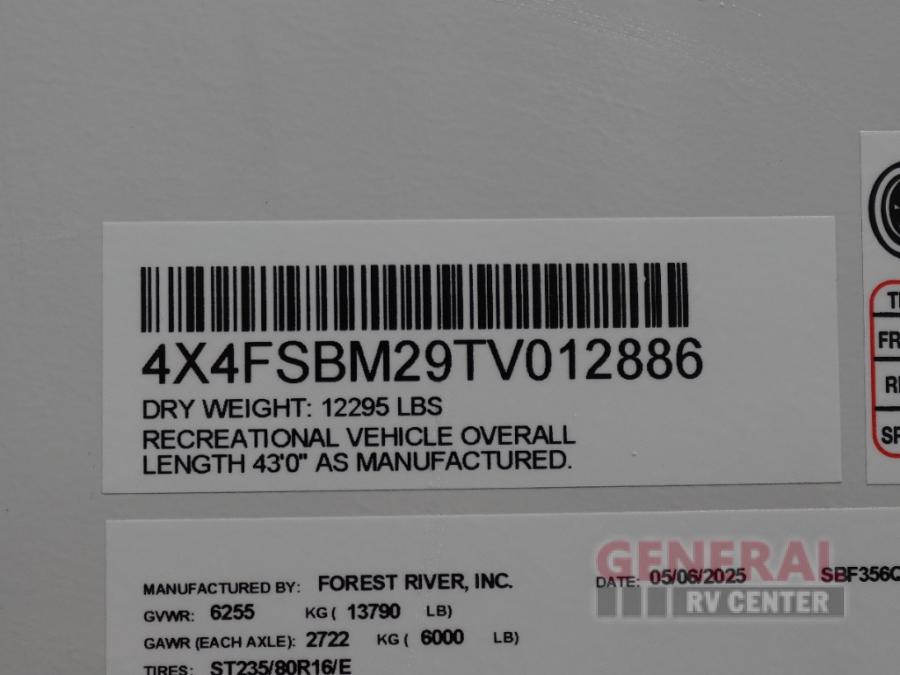 4X4FSBM29TV012886
DRY WEIGHT: 12295 LBS
RECREATIONAL VEHICLE OVERALL
LENGTH 43'0" AS MANUFACTURED.
MANUFACTURED BY: FOREST RIVER, INC. DATE: 05/06/2025 SBF356Q
GVWR: 6255 KG ( 13790 LB)
GAWR (EACH AXLE): 2722 KG ( 6000 LB)
TIRES: ST235/80R16/E
GENERAL
RV CENTER